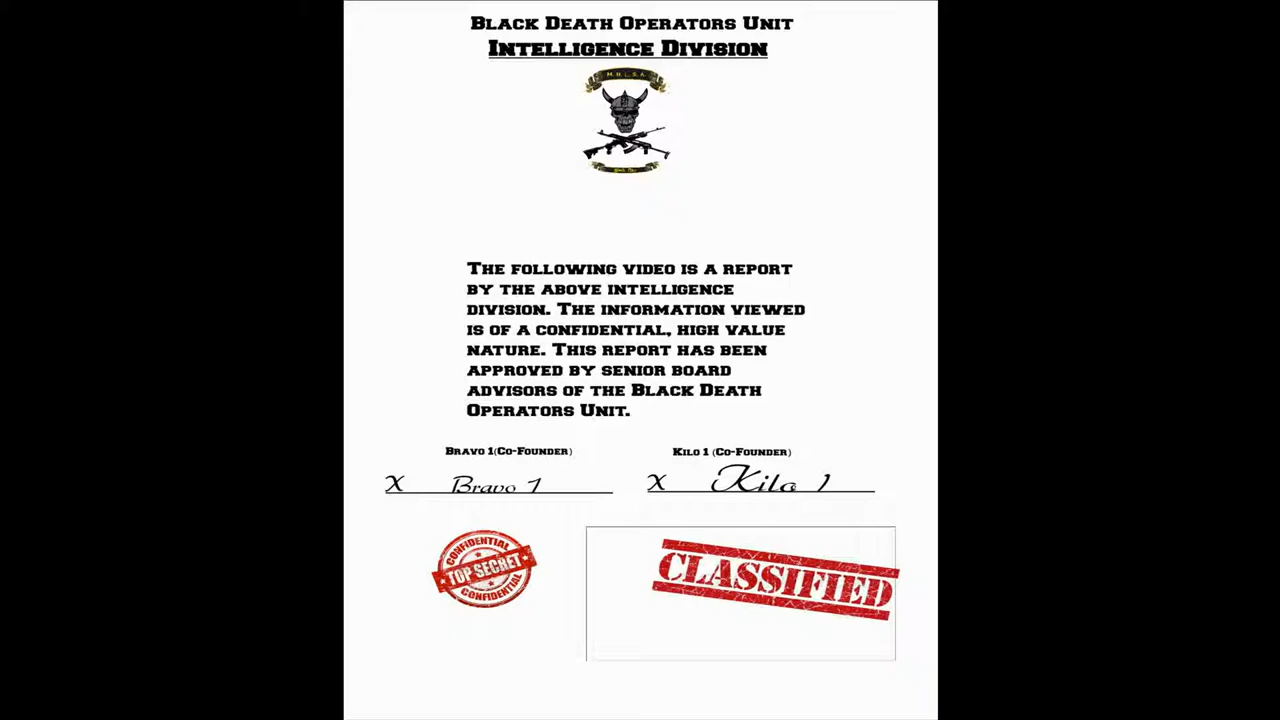 Black Death Operators Unit
Intelligence Division
M.H.L.S.A.
The following video is a report
by the above intelligence
division. The information viewed
is of a confidential, high value
nature. This report has been
approved by senior board
advisors of the Black Death
Operators Unit.
Bravo 1(Co-Founder)
Kilo 1 (Co-Founder)
X Bravo 1
X Kilo 1
CONFIDENTIAL
TOP SECRET
CONFIDENTIAL
CLASSIFIED